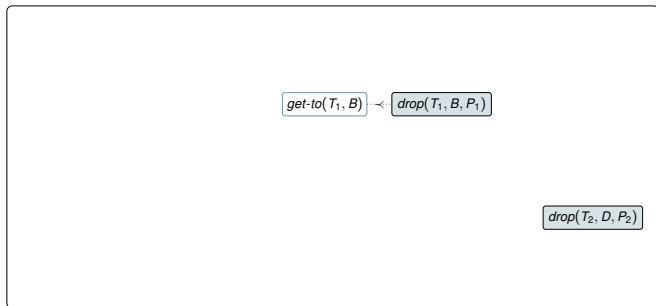 get-to(T₁, B) ≺ drop(T₁, B, P₁)
drop(T₂, D, P₂)